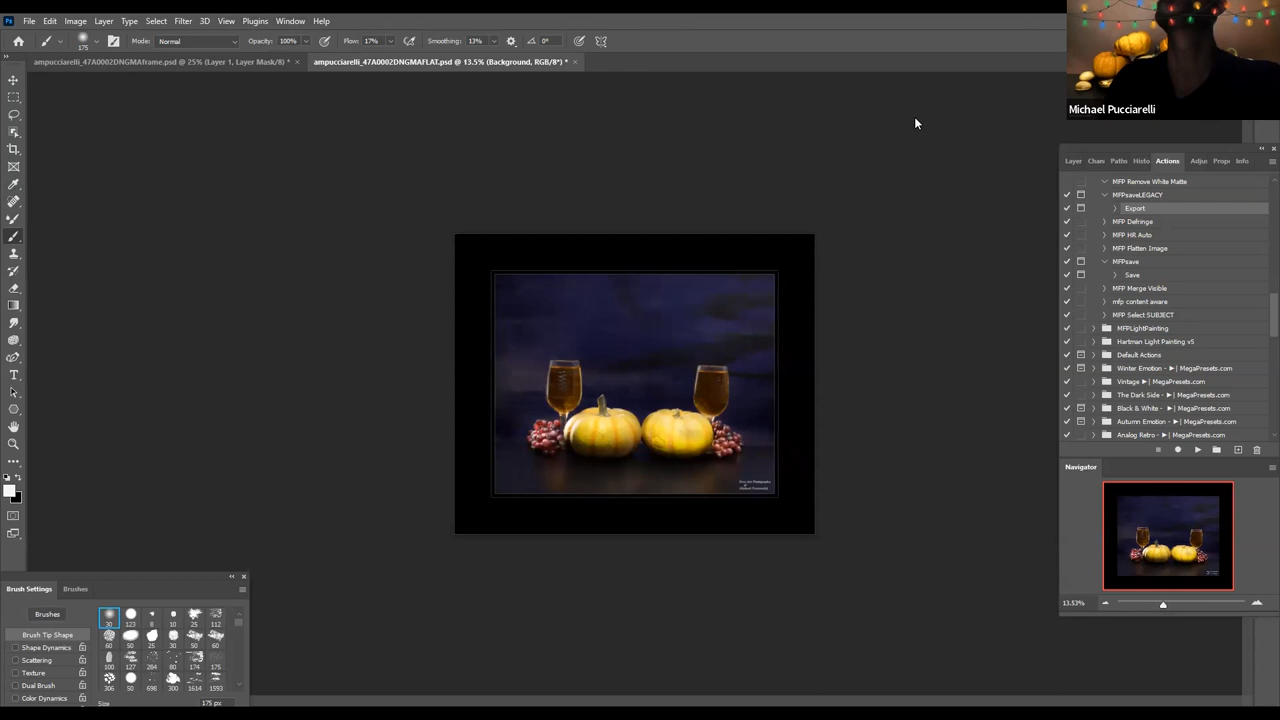 Ps File Edit Image Layer Type Select Filter 3D View Plugins Window Help
175 Mode: Normal Opacity: 100% Flow: 17% Smoothing: 13% 0°
ampucciarelli_47A0002DNGMAframe.psd @ 25% (Layer 1, Layer Mask/8) * × ampucciarelli_47A0002DNGMAFLAT.psd @ 13.5% (Background, RGB/8*) * ×
Michael Pucciarelli
Layer Chan Paths Histo Actions Adju Prop Info
MFP Remove White Matte
MFPsaveLEGACY
Export
MFP Defringe
MFP HR Auto
MFP Flatten Image
MFPsave
Save
MFP Merge Visible
mfp content aware
MFP Select SUBJECT
MFPLightPainting
Hartman Light Painting v5
Default Actions
Winter Emotion - ►| MegaPresets.com
Vintage - ►| MegaPresets.com
The Dark Side - ►| MegaPresets.com
Black & White - ►| MegaPresets.com
Autumn Emotion - ►| MegaPresets.com
Analog Retro - ►| MegaPresets.com
Navigator
13.53%
Brush Settings Brushes
Brushes
30 123 8 10 25 112
Brush Tip Shape
60 50 25 30 50 60
Shape Dynamics
Scattering
100 127 284 80 174 175
Texture
Dual Brush
306 50 698 300 1614 1593
Color Dynamics
Size 175 px